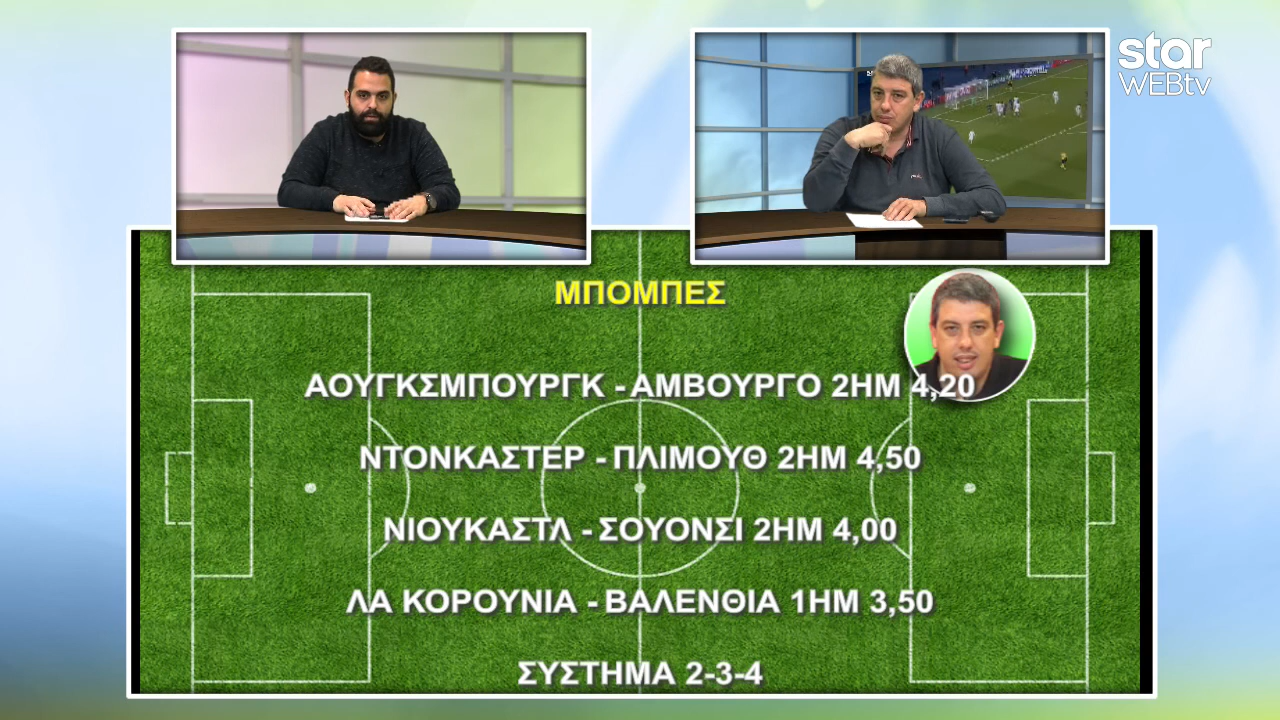 star
WEBtv
ΜΠΟΜΠΕΣ
ΑΟΥΓΚΣΜΠΟΥΡΓΚ - ΑΜΒΟΥΡΓΟ 2ΗΜ 4,20
ΝΤΟΝΚΑΣΤΕΡ - ΠΛΙΜΟΥΘ 2ΗΜ 4,50
ΝΙΟΥΚΑΣΤΛ - ΣΟΥΟΝΣΙ 2ΗΜ 4,00
ΛΑ ΚΟΡΟΥΝΙΑ - ΒΑΛΕΝΘΙΑ 1ΗΜ 3,50
ΣΥΣΤΗΜΑ 2-3-4